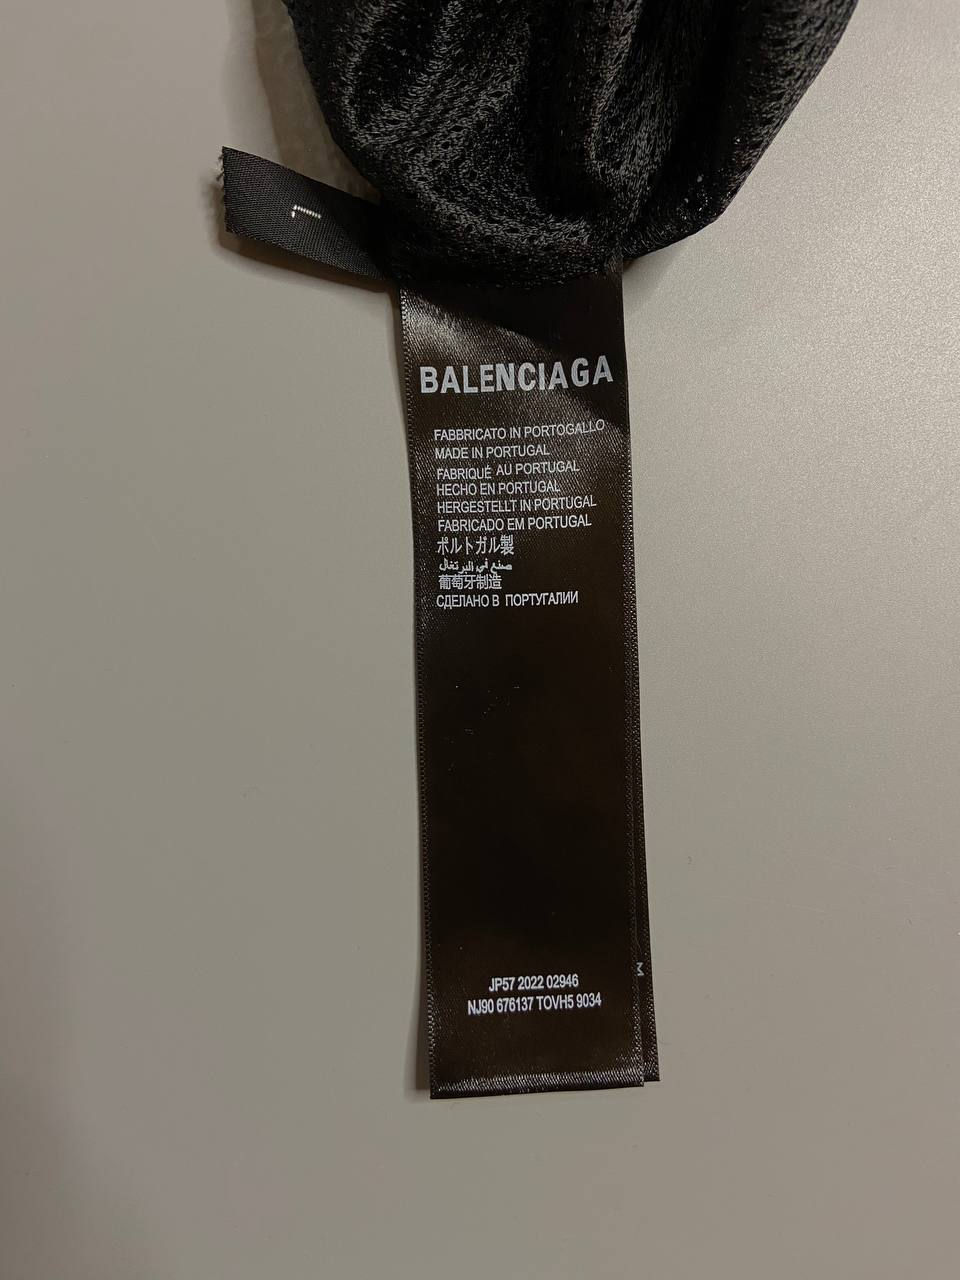 1
BALENCIAGA
FABBRICATO IN PORTOGALLO
MADE IN PORTUGAL
FABRIQUÉ AU PORTUGAL
HECHO EN PORTUGAL
HERGESTELLT IN PORTUGAL
FABRICADO EM PORTUGAL
ポルトガル製
صنع في البرتغال
葡萄牙制造
СДЕЛАНО В ПОРТУГАЛИИ
JP57 2022 02946
NJ90 676137 TOVH5 9034